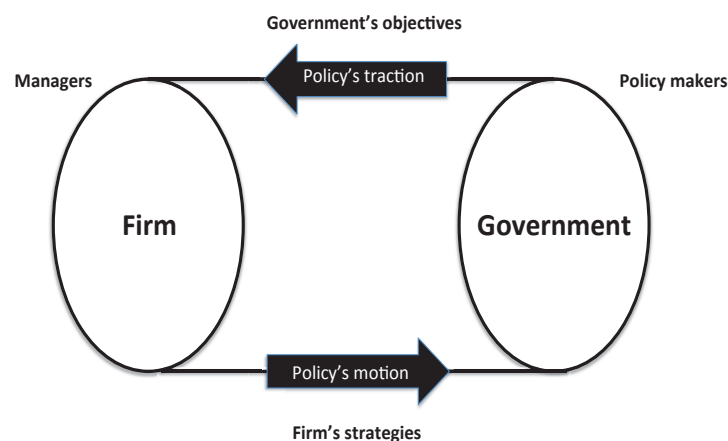 Government’s objectives
Policy’s traction
Managers
Policy makers
Firm
Government
Policy’s motion
Firm’s strategies